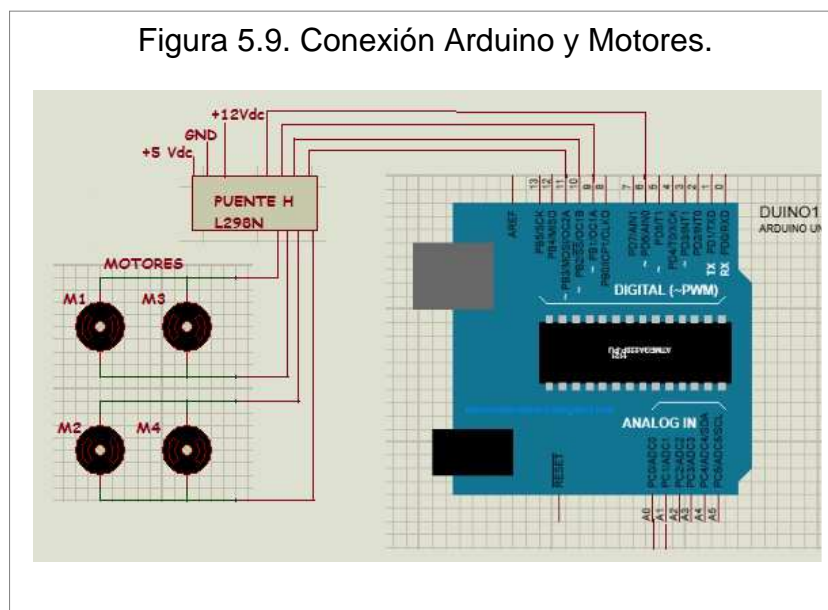 Figura 5.9. Conexión Arduino y Motores.
+12Vdc
GND
+5 Vdc
PUENTE H
L298N
MOTORES
M1
M3
M2
M4
AREF
13
12
11
10
9
8
7
6
5
4
3
2
1
0
PB5/SCK
PB4/MISO
~ PB3/MOSI/OC2A
~ PB2/SS/OC1B
~ PB1/OC1A
PB0/ICP1/CLKO
PD7/AIN1
~ PD6/AIN0
~ PD5/T1
PD4/T0/XCK
~ PD3/INT1
PD2/INT0
TX PD1/TXD
RX PD0/RXD
DUINO1
ARDUINO UN
DIGITAL (~PWM)
ANALOG IN
RESET
PC0/ADC0
PC1/ADC1
PC2/ADC2
PC3/ADC3
PC4/ADC4/SDA
PC5/ADC5/SCL
A0
A1
A2
A3
A4
A5